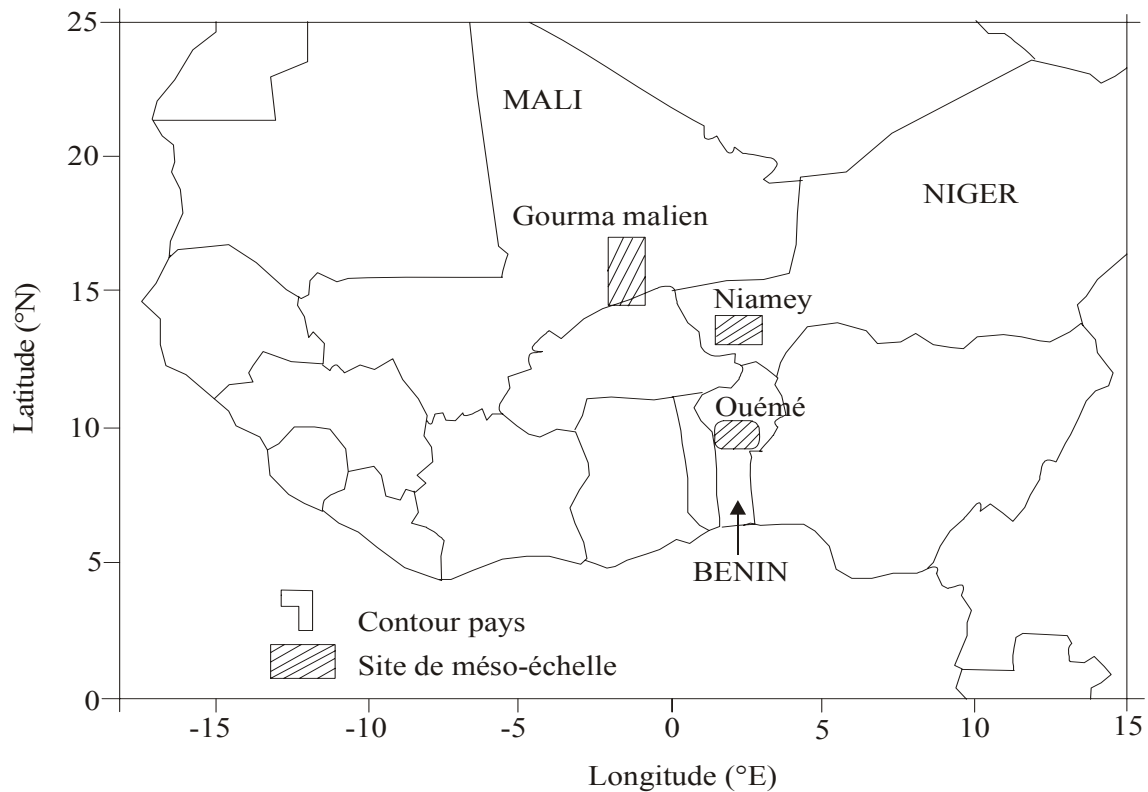 25
MALI
20
NIGER
Gourma malien
15
Niamey
Ouémé
10
Latitude (°N)
5
BENIN
Contour pays
Site de méso-échelle
0
-15 -10 -5 0 5 10 15
Longitude (°E)